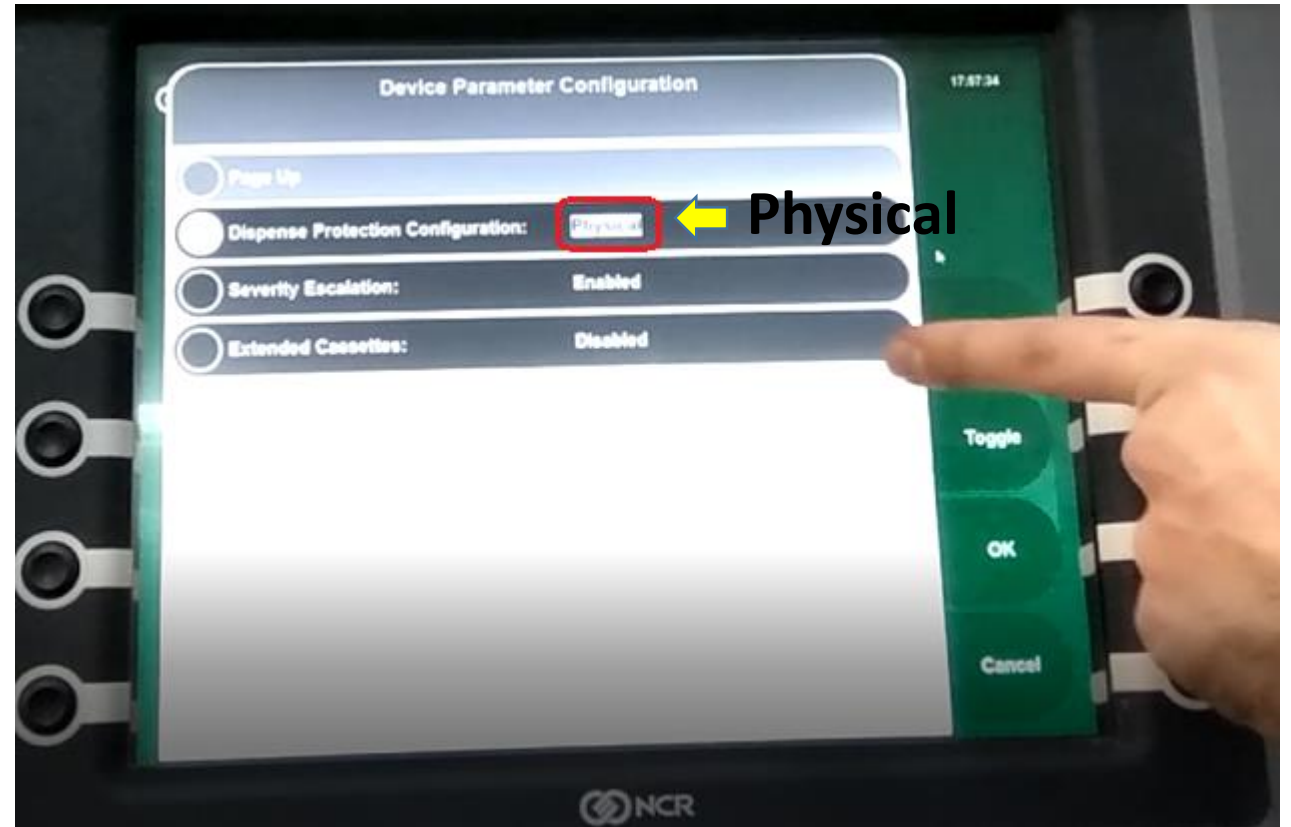 Device Parameter Configuration
17:57:34
Page Up
Dispense Protection Configuration: Physical
Physical
Severity Escalation: Enabled
Extended Cassettes: Disabled
Toggle
OK
Cancel
NCR